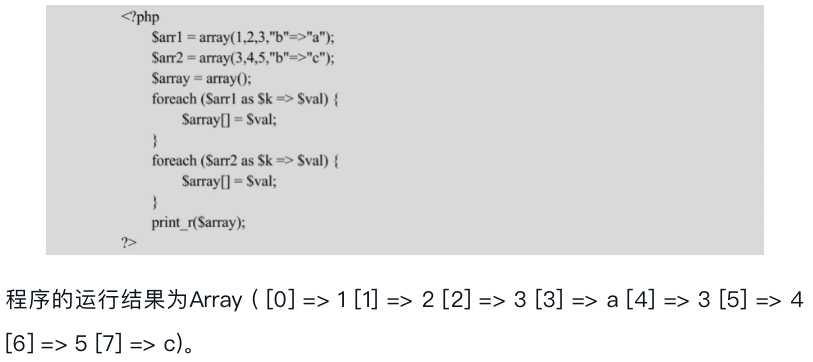 <?php
$arr1 = array(1,2,3,"b"=>"a");
$arr2 = array(3,4,5,"b"=>"c");
$array = array();
foreach ($arr1 as $k => $val) {
$array[] = $val;
}
foreach ($arr2 as $k => $val) {
$array[] = $val;
}
print_r($array);
?>
程序的运行结果为Array ( [0] => 1 [1] => 2 [2] => 3 [3] => a [4] => 3 [5] => 4
[6] => 5 [7] => c)。